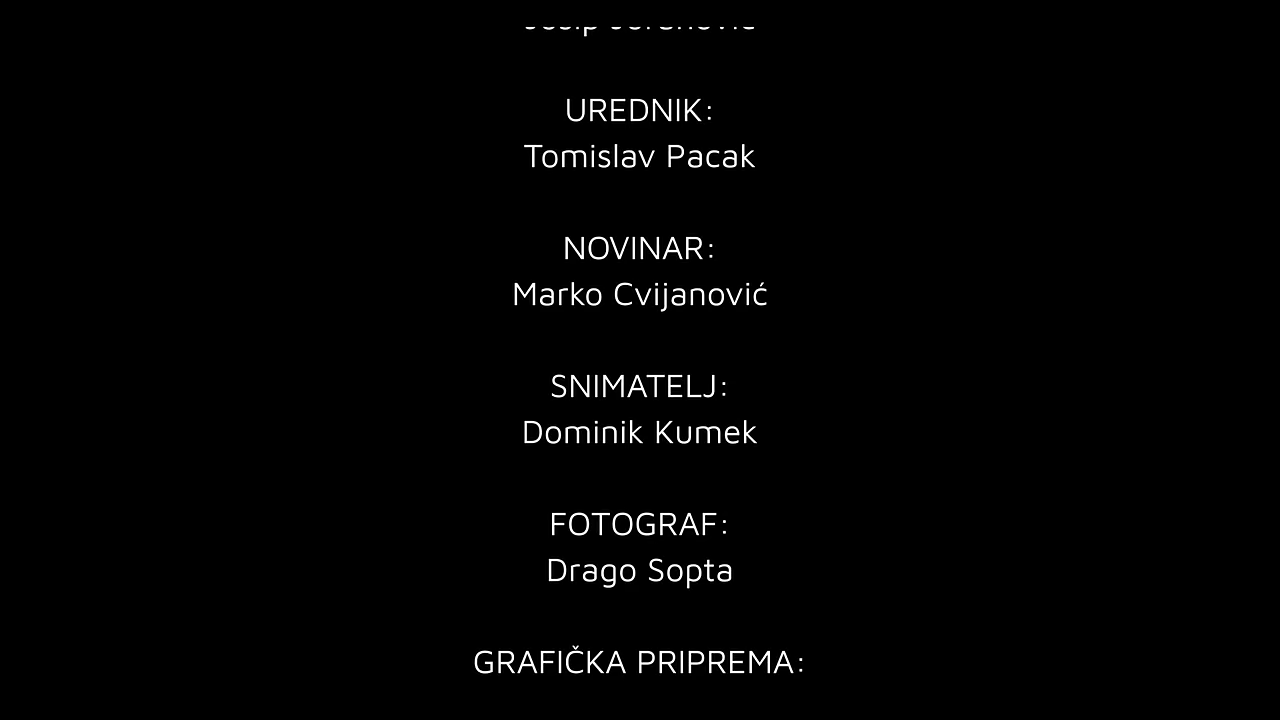 UREDNIK:
Tomislav Pacak
NOVINAR:
Marko Cvijanović
SNIMATELJ:
Dominik Kumek
FOTOGRAF:
Drago Sopta
GRAFIČKA PRIPREMA: